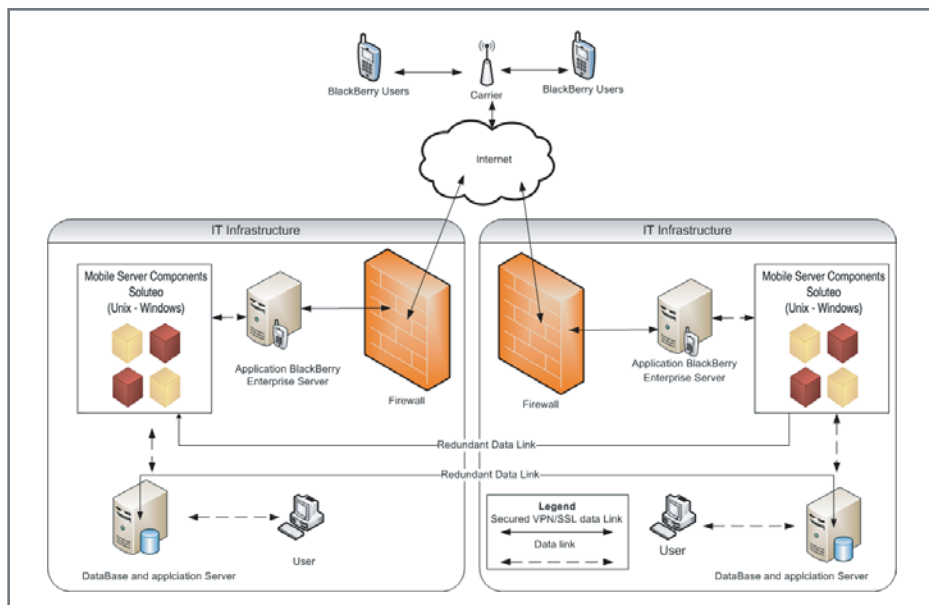 BlackBerry Users
Carrier
BlackBerry Users
Internet
IT Infrastructure
Mobile Server Components
Soluteo
(Unix - Windows)
Application BlackBerry
Enterprise Server
Firewall
DataBase and applciation Server
User
IT Infrastructure
Firewall
Application BlackBerry
Enterprise Server
Mobile Server Components
Soluteo
(Unix - Windows)
Redundant Data Link
Redundant Data Link
Legend
Secured VPN/SSL data Link
Data link
User
DataBase and applciation Server